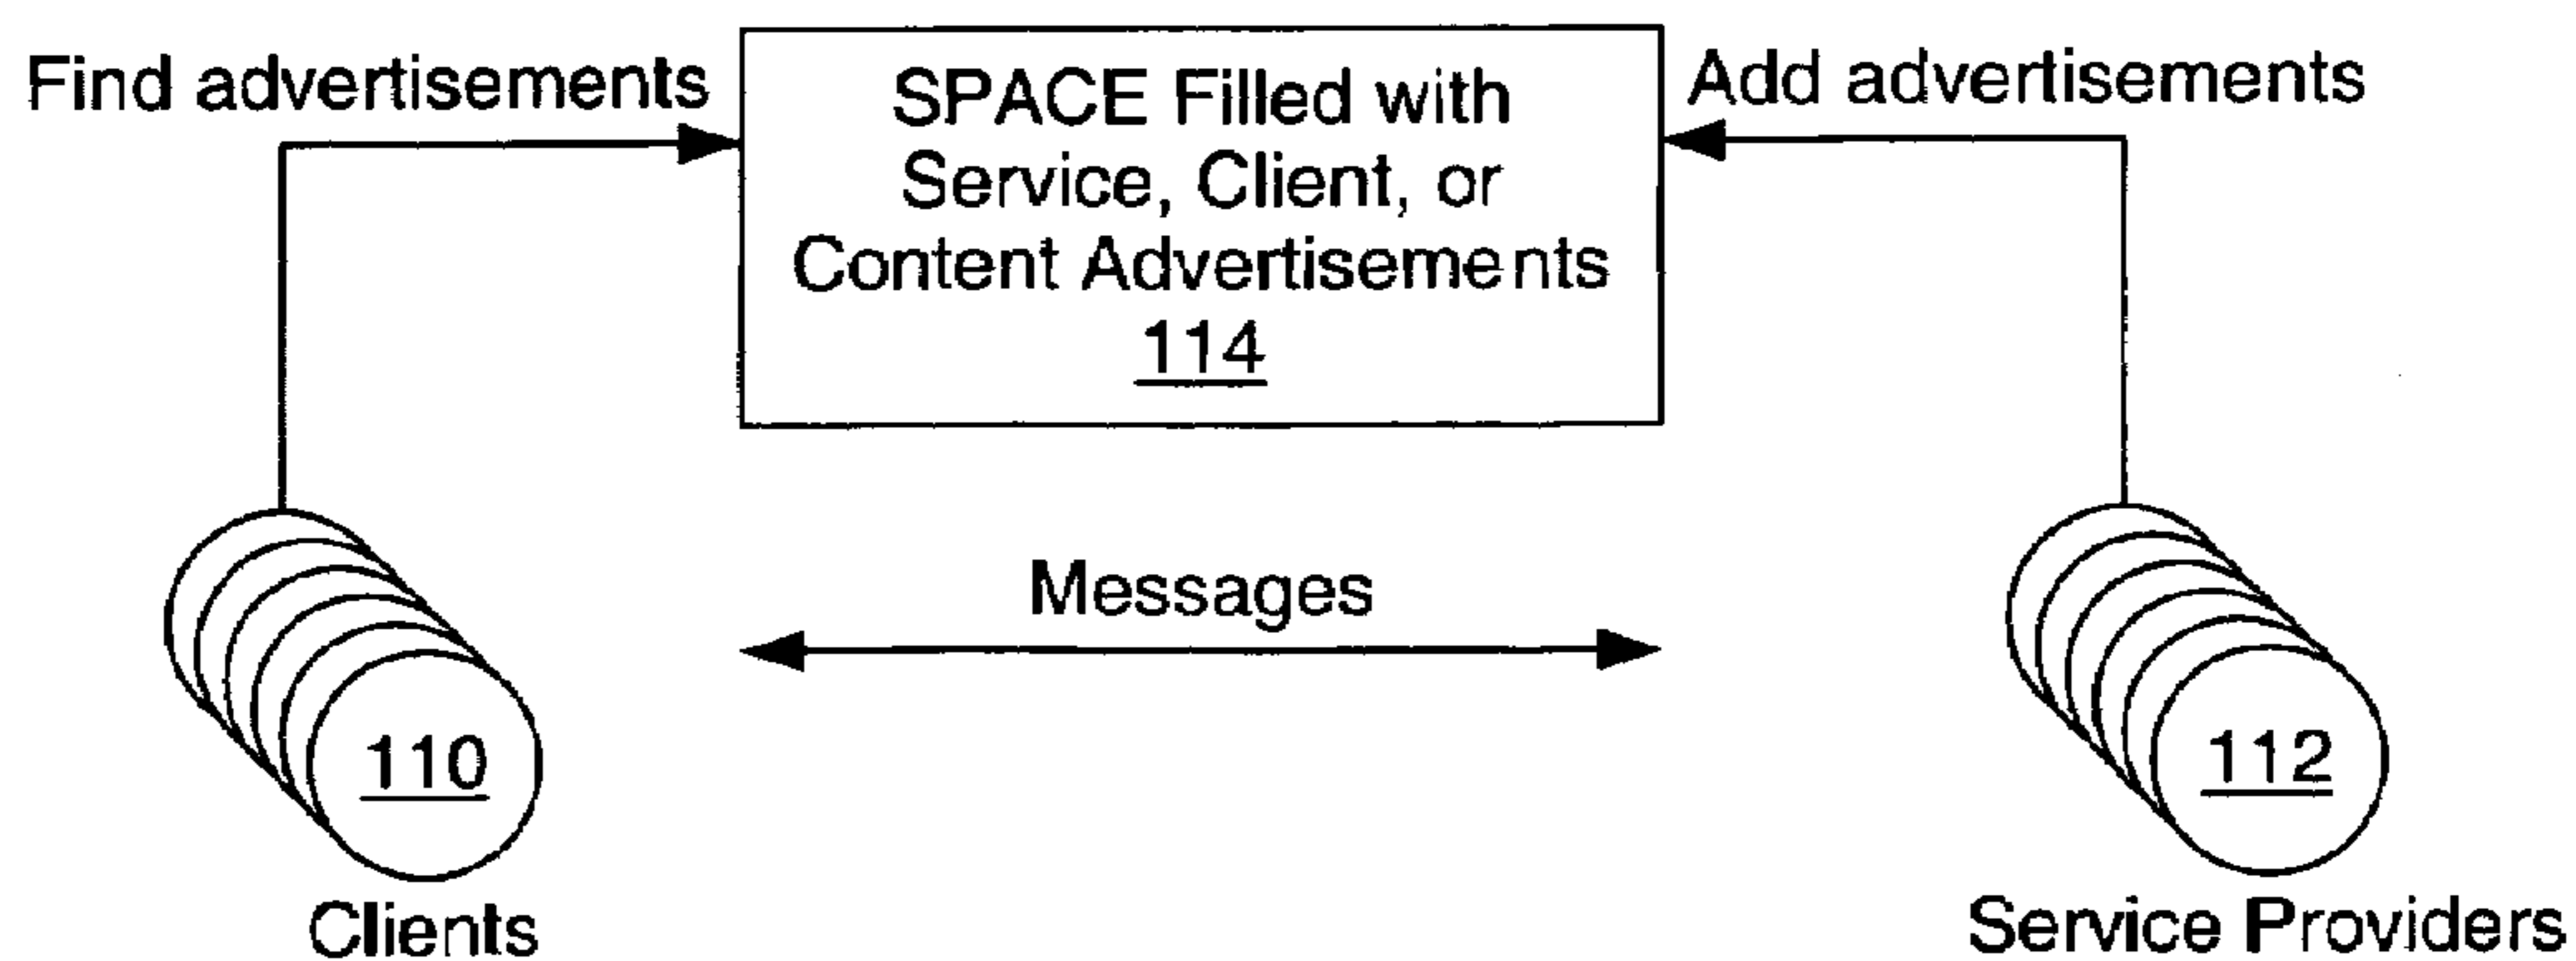 Find advertisements
SPACE Filled with
Service, Client, or
Content Advertisements
114
Add advertisements
Messages
110
Clients
112
Service Providers